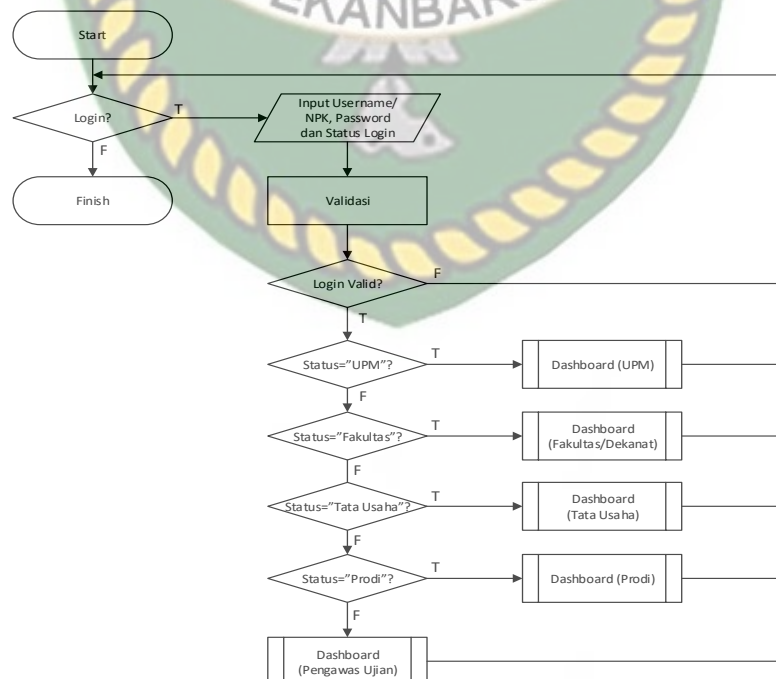 EKANBARU
Start
Login?
T
Input Username/
NPK, Password
dan Status Login
F
Finish
Validasi
Login Valid?
F
T
Status="UPM"?
T
Dashboard (UPM)
F
Status="Fakultas"?
T
Dashboard
(Fakultas/Dekanat)
F
Status="Tata Usaha"?
T
Dashboard
(Tata Usaha)
F
Status="Prodi"?
T
Dashboard (Prodi)
F
Dashboard
(Pengawas Ujian)